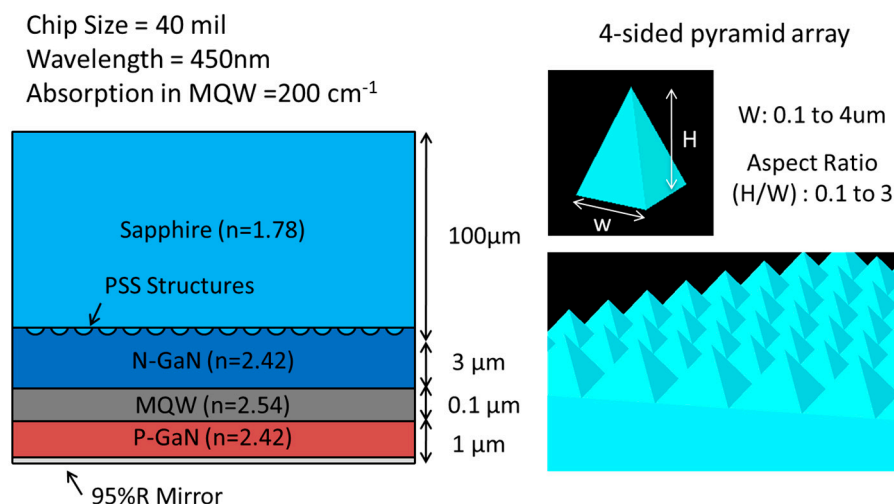 Chip Size = 40 mil
Wavelength = 450nm
Absorption in MQW =200 cm⁻¹
4-sided pyramid array
H
W
W: 0.1 to 4um
Aspect Ratio
(H/W) : 0.1 to 3
Sapphire (n=1.78)
100μm
PSS Structures
N-GaN (n=2.42)
3 μm
MQW (n=2.54)
0.1 μm
P-GaN (n=2.42)
1 μm
95%R Mirror